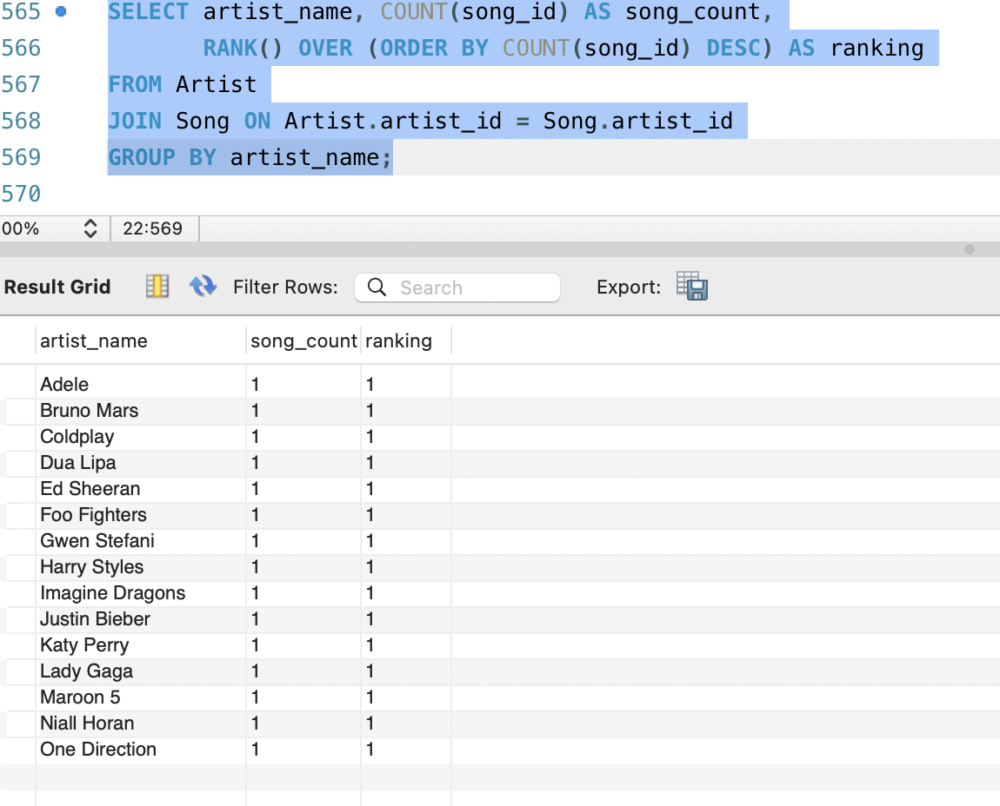 565 SELECT artist_name, COUNT(song_id) AS song_count,
566 RANK() OVER (ORDER BY COUNT(song_id) DESC) AS ranking
567 FROM Artist
568 JOIN Song ON Artist.artist_id = Song.artist_id
569 GROUP BY artist_name;
570
00% 22:569
Result Grid Filter Rows: Search Export:
artist_name song_count ranking
Adele 1 1
Bruno Mars 1 1
Coldplay 1 1
Dua Lipa 1 1
Ed Sheeran 1 1
Foo Fighters 1 1
Gwen Stefani 1 1
Harry Styles 1 1
Imagine Dragons 1 1
Justin Bieber 1 1
Katy Perry 1 1
Lady Gaga 1 1
Maroon 5 1 1
Niall Horan 1 1
One Direction 1 1